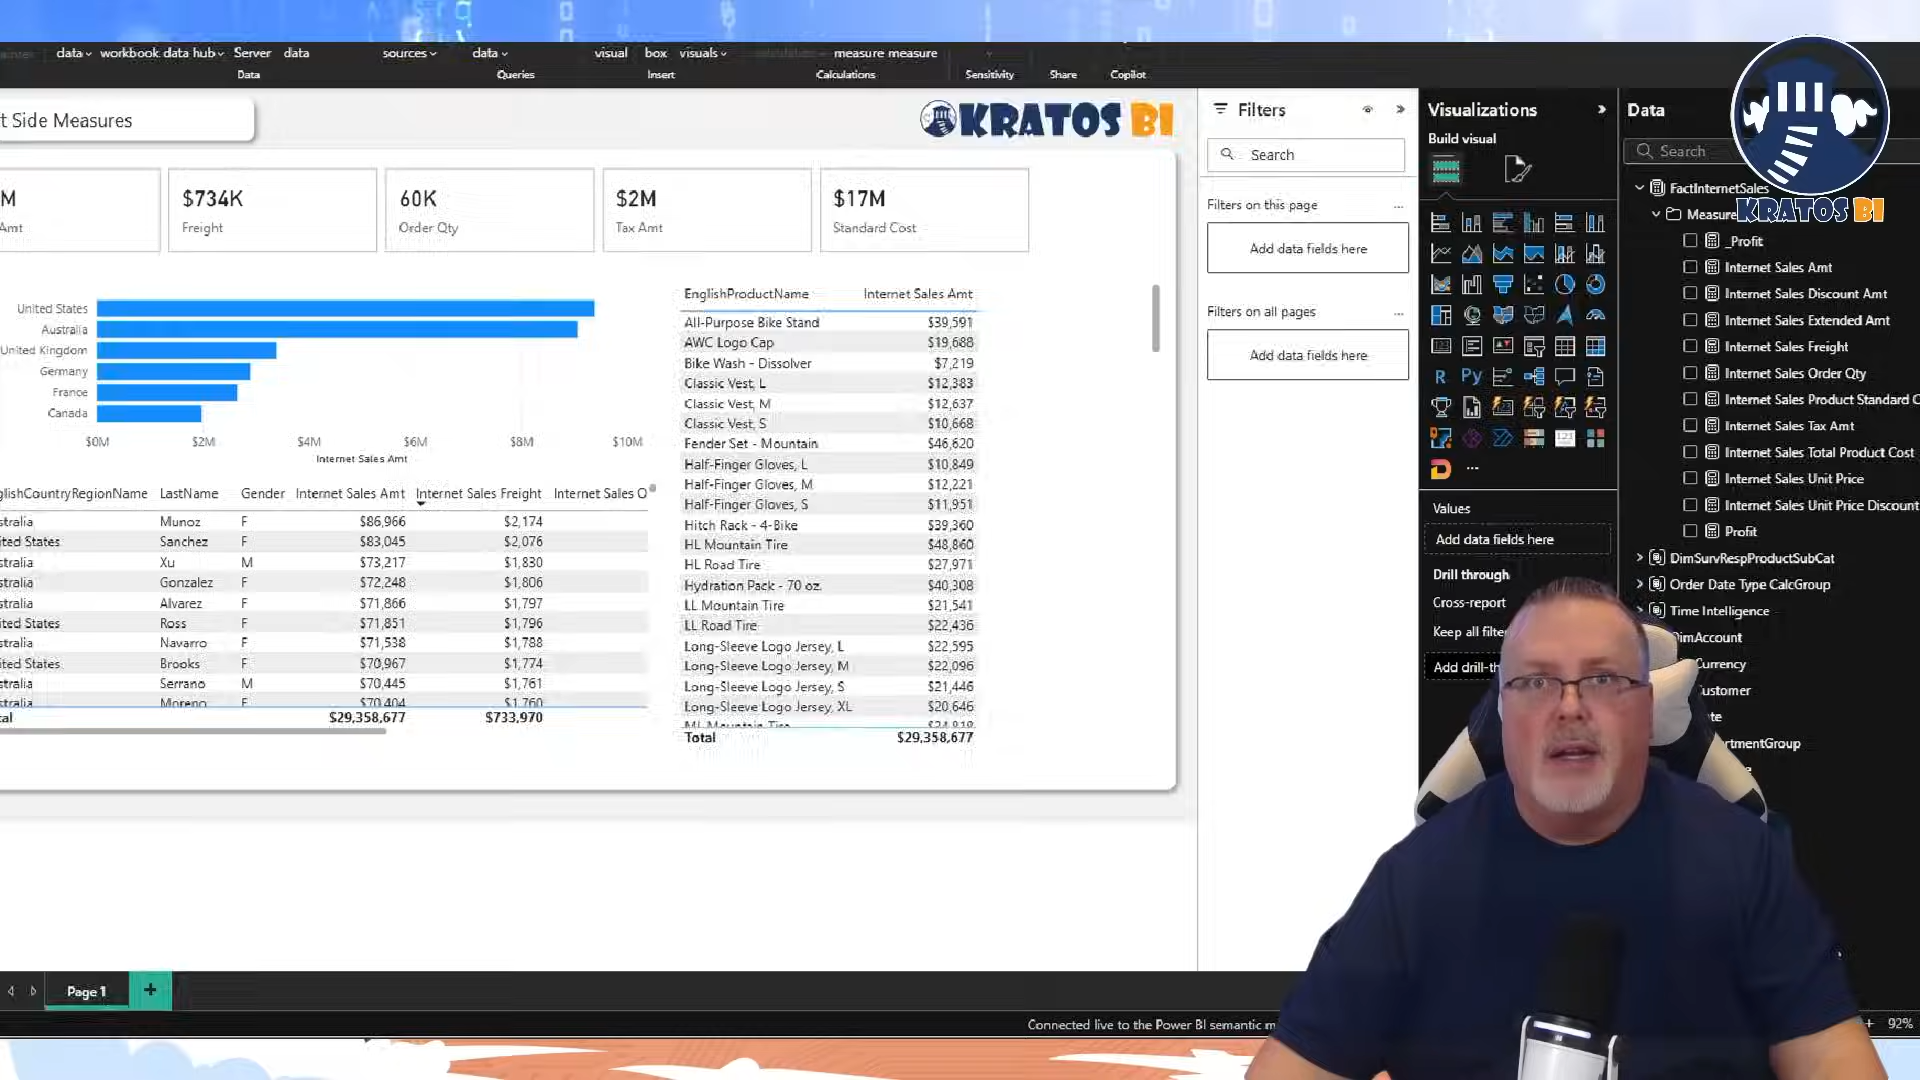 data workbook data hub Server data sources data visual box visuals measure measure
Data Queries Insert Calculations Sensitivity Share Copilot
t Side Measures
KRATOS BI
M
Amt
$734K
Freight
60K
Order Qty
$2M
Tax Amt
$17M
Standard Cost
United States
Australia
United Kingdom
Germany
France
Canada
$0M $2M $4M $6M $8M $10M
Internet Sales Amt
glishCountryRegionName LastName Gender Internet Sales Amt Internet Sales Freight Internet Sales O
stralia Munoz F $86,966 $2,174
ited States Sanchez F $83,045 $2,076
stralia Xu M $73,217 $1,830
stralia Gonzalez F $72,248 $1,806
stralia Alvarez F $71,866 $1,797
ited States Ross F $71,851 $1,796
stralia Navarro F $71,538 $1,788
ited States Brooks F $70,967 $1,774
stralia Serrano M $70,445 $1,761
stralia Moreno F $70,404 $1,760
tal $29,358,677 $733,970
EnglishProductName Internet Sales Amt
All-Purpose Bike Stand $39,591
AWC Logo Cap $19,688
Bike Wash - Dissolver $7,219
Classic Vest, L $12,383
Classic Vest, M $12,637
Classic Vest, S $10,668
Fender Set - Mountain $46,620
Half-Finger Gloves, L $10,849
Half-Finger Gloves, M $12,221
Half-Finger Gloves, S $11,951
Hitch Rack - 4-Bike $39,360
HL Mountain Tire $48,860
HL Road Tire $27,971
Hydration Pack - 70 oz. $40,308
LL Mountain Tire $21,541
LL Road Tire $22,436
Long-Sleeve Logo Jersey, L $22,595
Long-Sleeve Logo Jersey, M $22,096
Long-Sleeve Logo Jersey, S $21,446
Long-Sleeve Logo Jersey, XL $20,646
ML Mountain Tire $24,818
Total $29,358,677
Filters
Search
Filters on this page ...
Add data fields here
Filters on all pages ...
Add data fields here
Visualizations
Build visual
R Py
123
...
Values
Add data fields here
Drill through
Cross-report
Keep all filte
Add drill-th
Data
Search
KRATOS BI
FactInternetSales
Measure
_Profit
Internet Sales Amt
Internet Sales Discount Amt
Internet Sales Extended Amt
Internet Sales Freight
Internet Sales Order Qty
Internet Sales Product Standard C
Internet Sales Tax Amt
Internet Sales Total Product Cost
Internet Sales Unit Price
Internet Sales Unit Price Discount
Profit
DimSurvRespProductSubCat
Order Date Type CalcGroup
Time Intelligence
DimAccount
Currency
ustomer
te
rtmentGroup
Page 1 +
Connected live to the Power BI semantic m
+ 92%